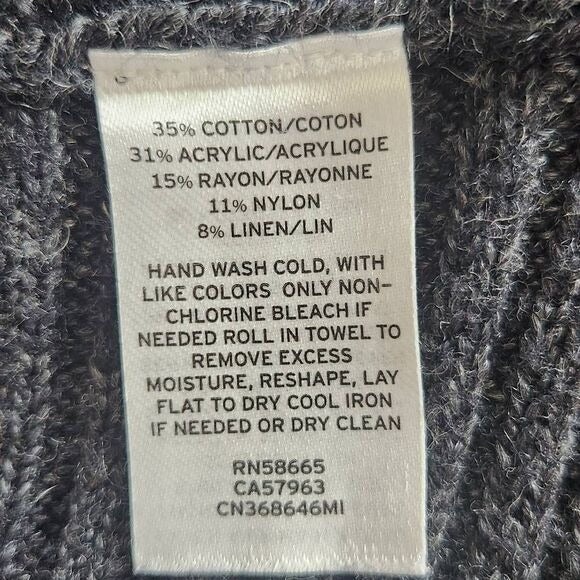 35% COTTON/COTON
31% ACRYLIC/ACRYLIQUE
15% RAYON/RAYONNE
11% NYLON
8% LINEN/LIN
HAND WASH COLD, WITH
LIKE COLORS ONLY NON-
CHLORINE BLEACH IF
NEEDED ROLL IN TOWEL TO
REMOVE EXCESS
MOISTURE, RESHAPE, LAY
FLAT TO DRY COOL IRON
IF NEEDED OR DRY CLEAN
RN58665
CA57963
CN368646MI